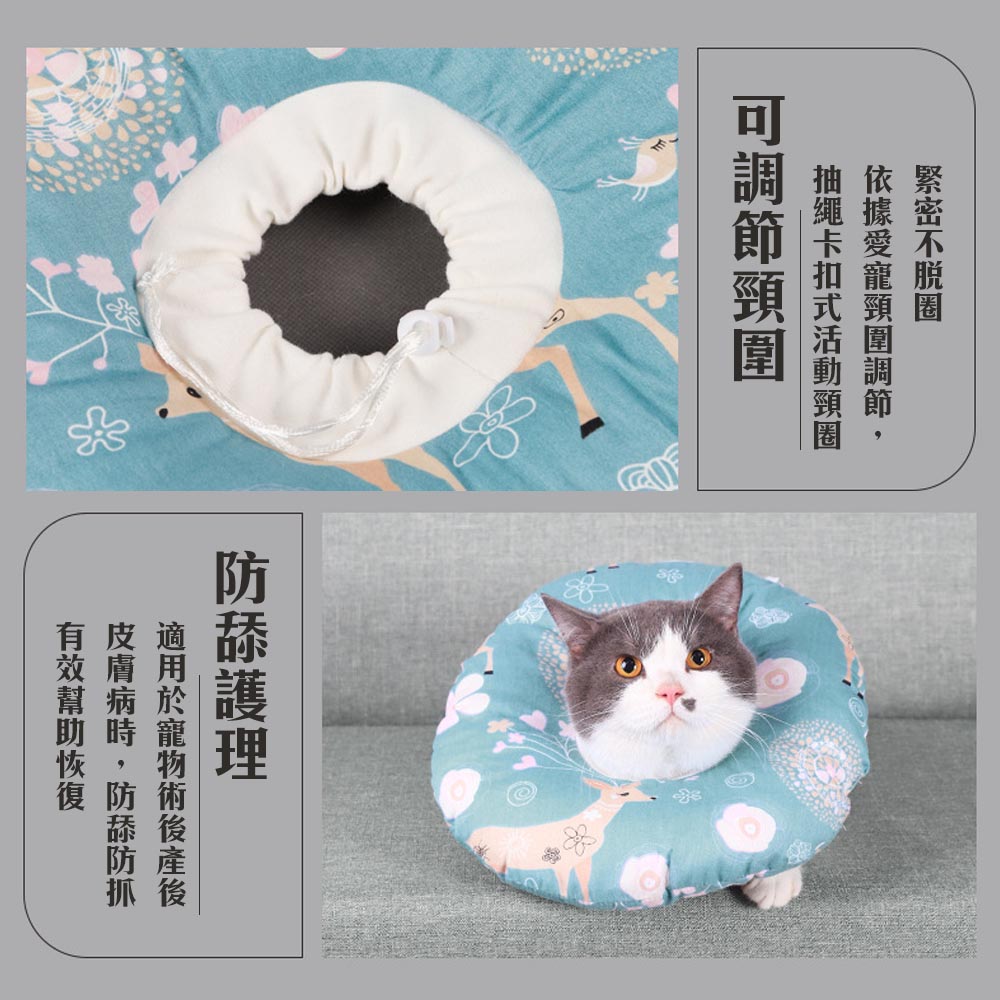 可調節頸圍
抽繩卡扣式活動頸圈
依據愛寵頸圍調節，
緊密不脫圈
防舔護理
適用於寵物術後產後
皮膚病時，防舔防抓
有效幫助恢復